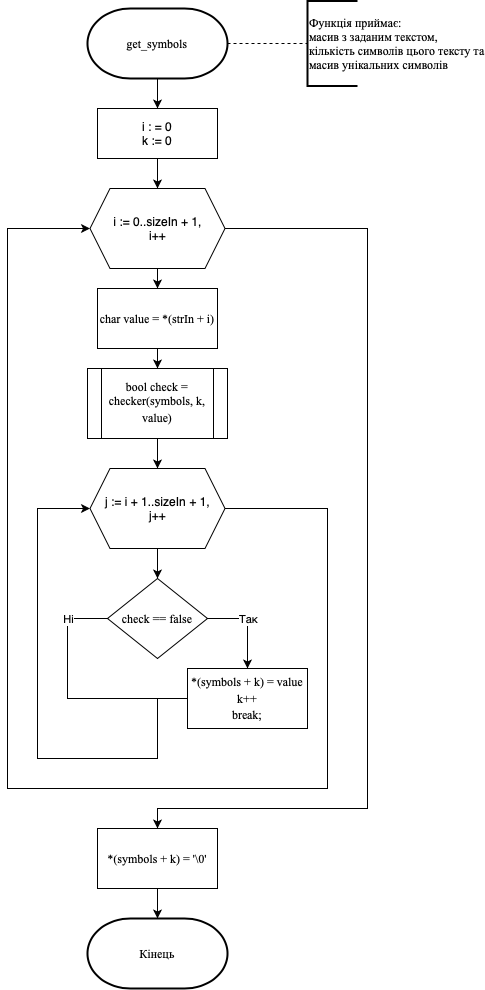 get_symbols
Функція приймає:
масив з заданим текстом,
кількість символів цього тексту та
масив унікальних символів
i : = 0
k := 0
i := 0..sizeIn + 1,
i++
char value = *(strIn + i)
bool check =
checker(symbols, k,
value)
j := i + 1..sizeIn + 1,
j++
Ні
check == false
Так
*(symbols + k) = value
k++
break;
*(symbols + k) = '\0'
Кінець